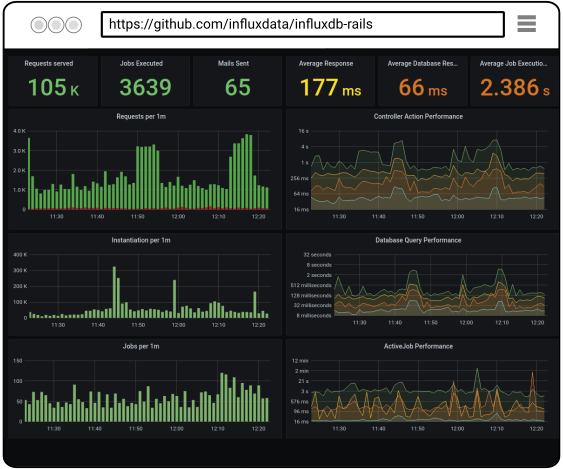 https://github.com/influxdata/influxdb-rails
Requests served
105 K
Jobs Executed
3639
Mails Sent
65
Average Response
177 ms
Average Database Res...
66 ms
Average Job Executio...
2.386 s
Requests per 1m
4.0 K
3.0 K
2.0 K
1.0 K
0
11:30 11:40 11:50 12:00 12:10 12:20
Controller Action Performance
16 s
4 s
1 s
256 ms
64 ms
16 ms
11:30 11:40 11:50 12:00 12:10 12:20
Instantiation per 1m
400 K
300 K
200 K
100 K
0
11:30 11:40 11:50 12:00 12:10 12:20
Database Query Performance
32 seconds
8 seconds
2 seconds
512 milliseconds
128 milliseconds
32 milliseconds
8 milliseconds
11:30 11:40 11:50 12:00 12:10 12:20
Jobs per 1m
150
100
50
0
11:30 11:40 11:50 12:00 12:10 12:20
ActiveJob Performance
12 min
2 min
21 s
3 s
576 ms
96 ms
16 ms
11:30 11:40 11:50 12:00 12:10 12:20